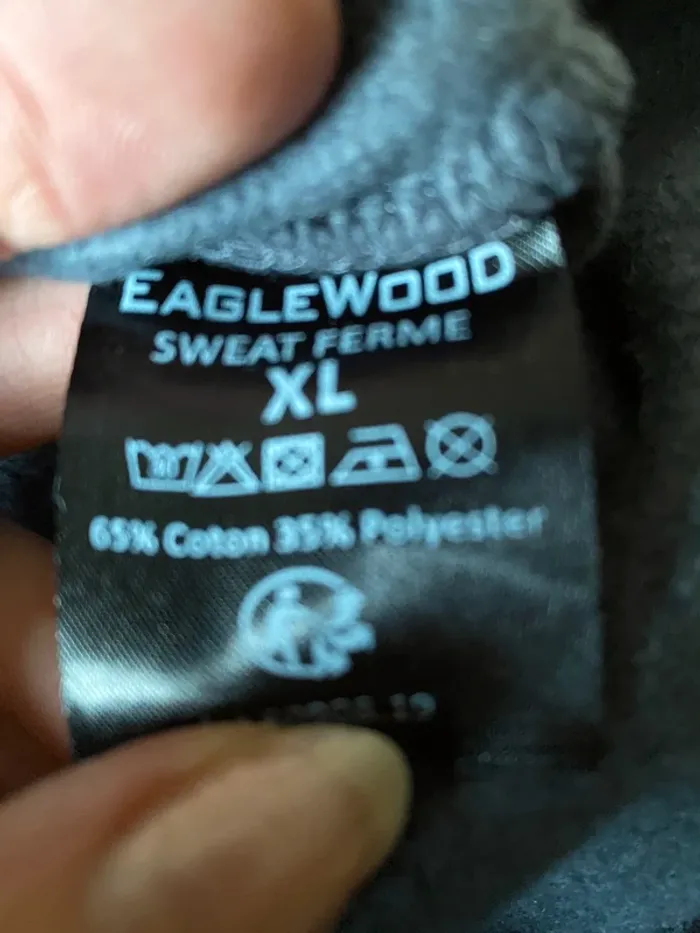 EAGLEWOOD
SWEAT FERME
XL
65% Coton 35% Polyester